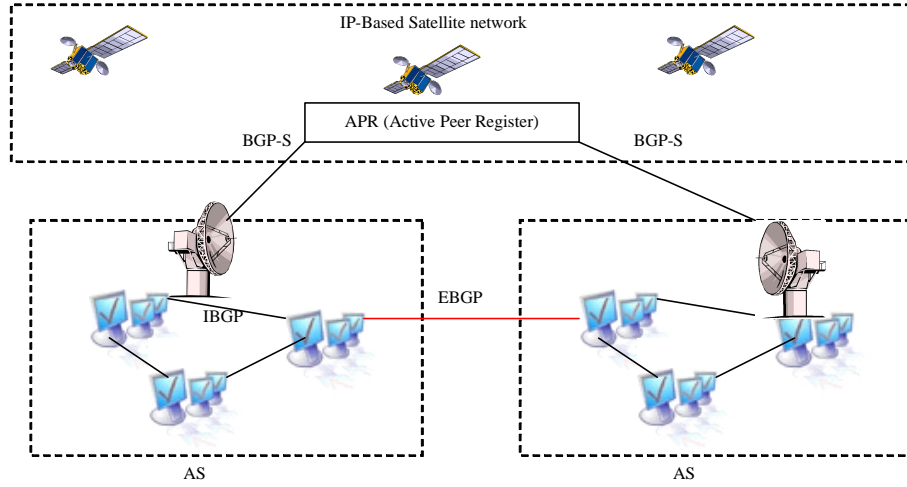 IP-Based Satellite network
APR (Active Peer Register)
BGP-S
BGP-S
EBGP
IBGP
AS
AS